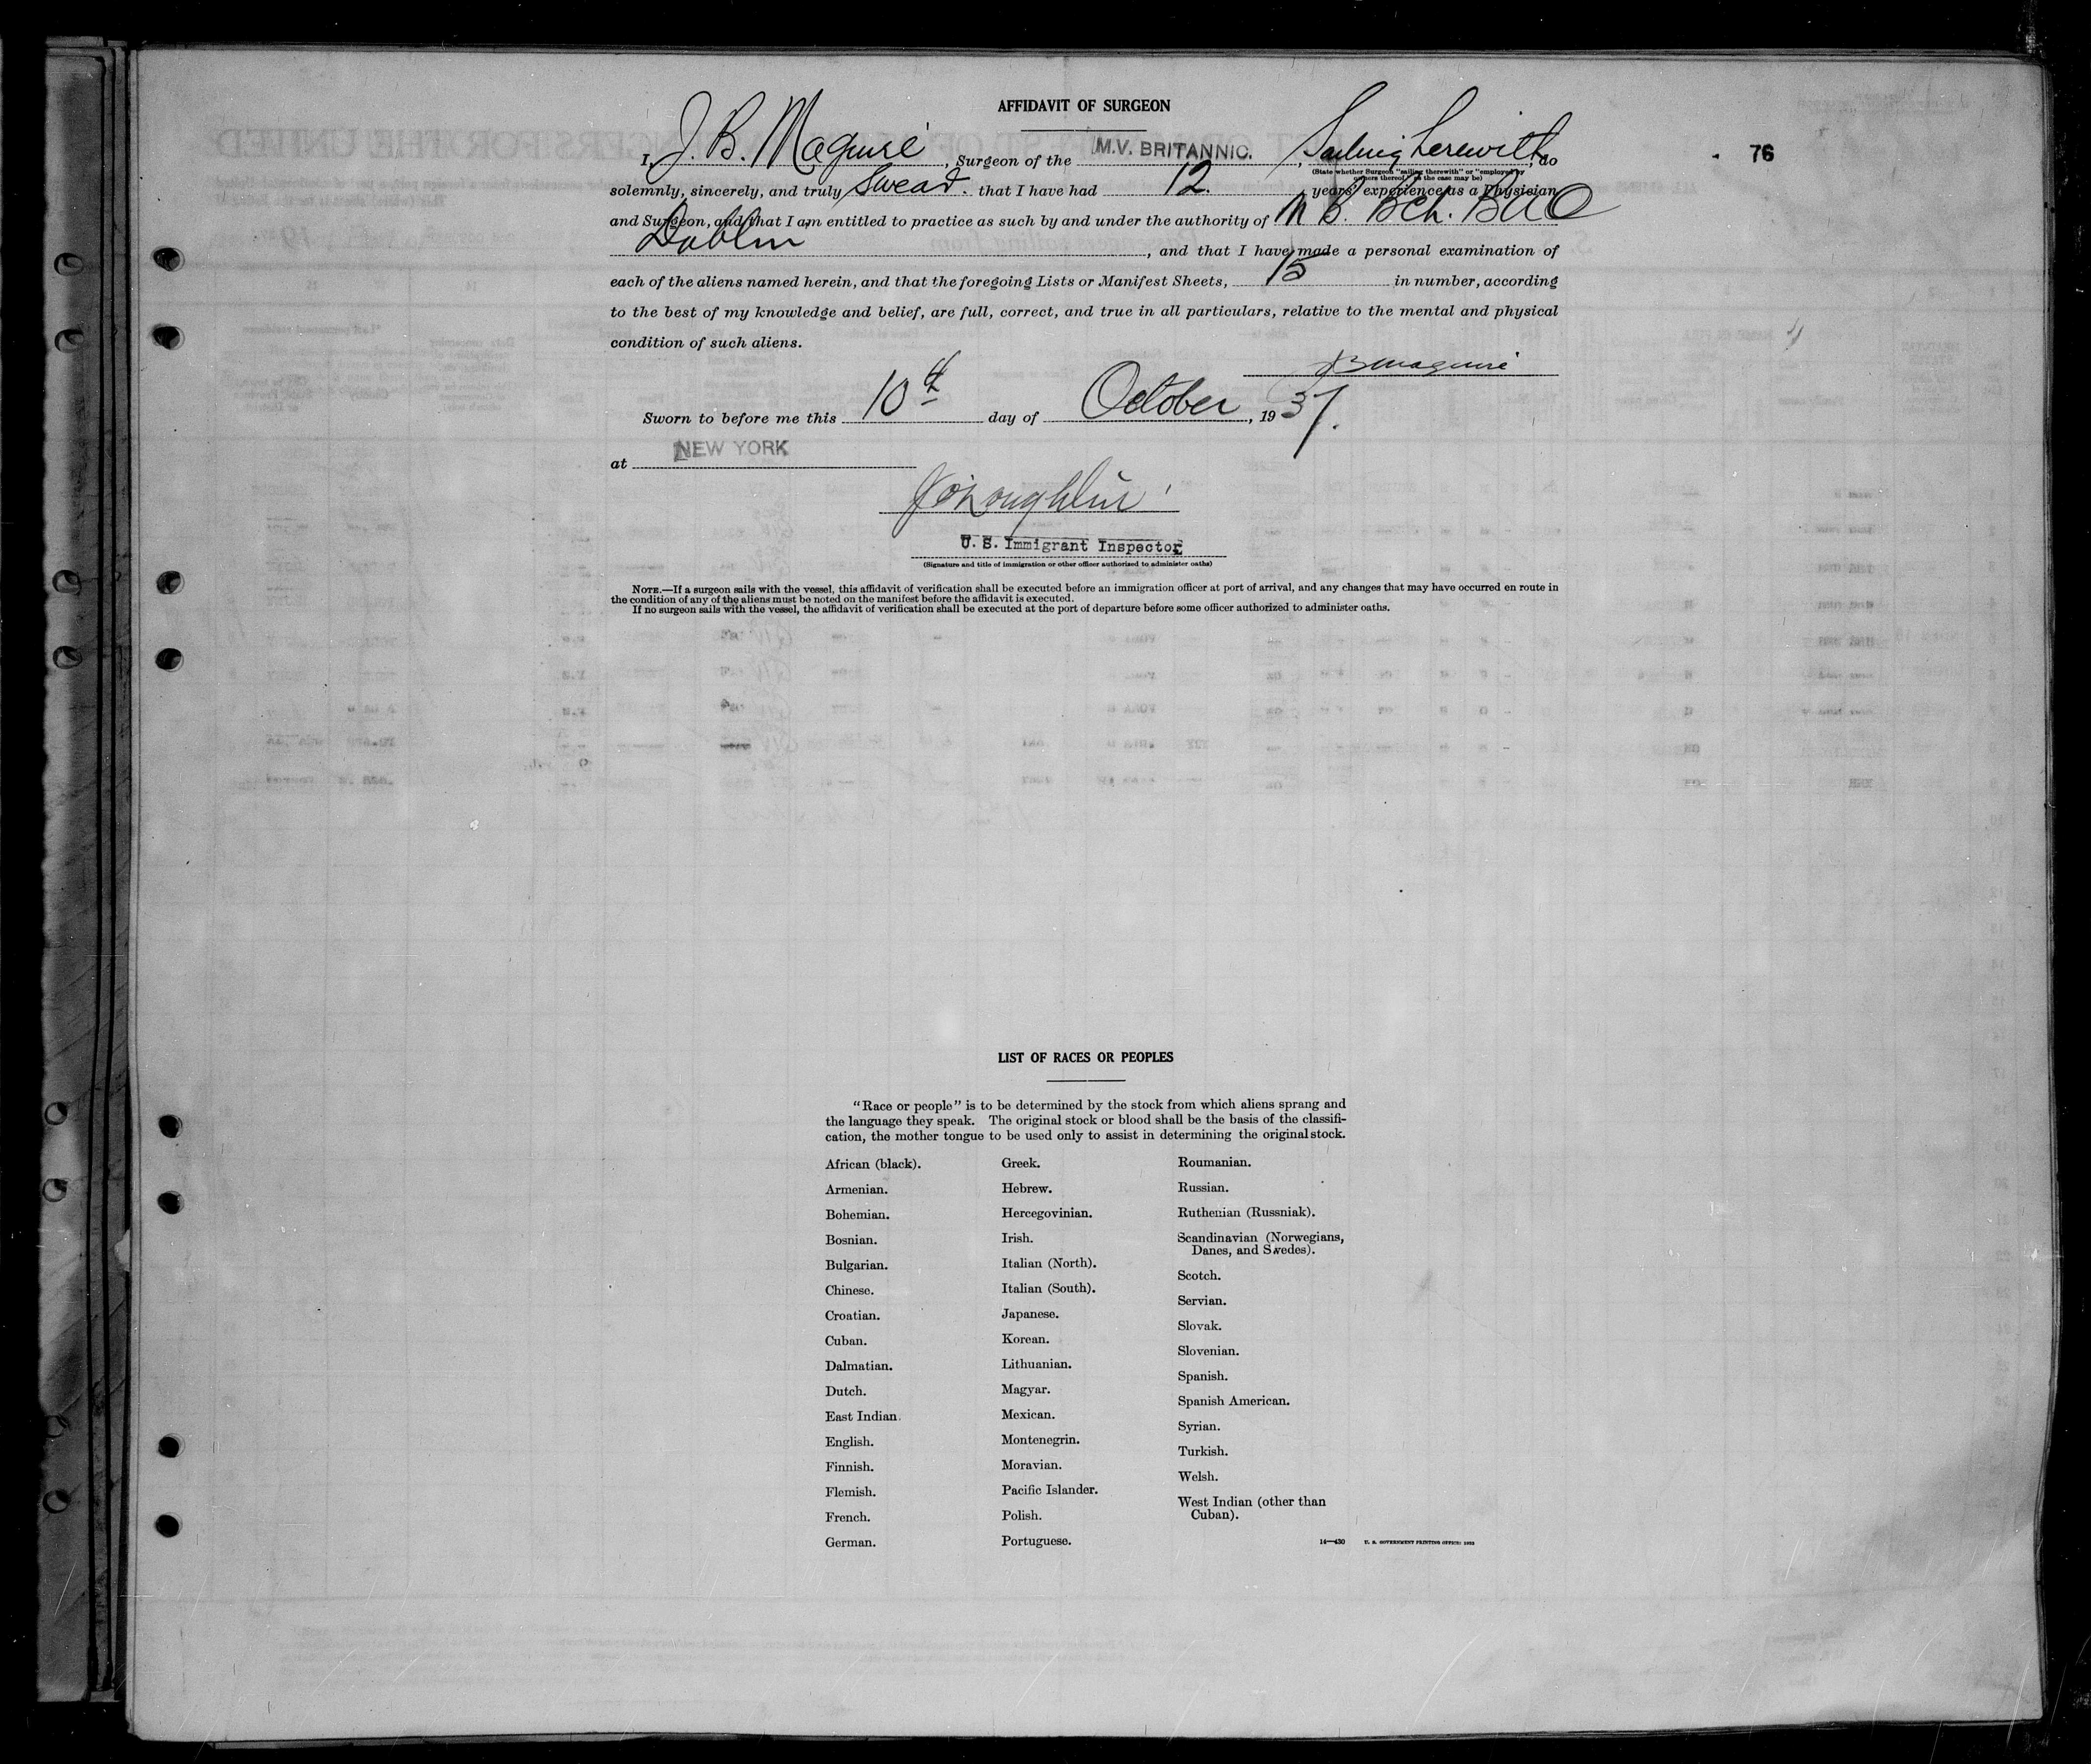 AFFIDAVIT OF SURGEON
76
I, J. B. Maguire, Surgeon of the M.V. BRITANNIC., Sailing herewith, do
(State whether Surgeon "sailing therewith" or "employed by owners thereof," as the case may be)
solemnly, sincerely, and truly Swear. that I have had 12. years' experience as a Physician
and Surgeon, and that I am entitled to practice as such by and under the authority of M B. BCh. BAO
Dublin, and that I have made a personal examination of
each of the aliens named herein, and that the foregoing Lists or Manifest Sheets, 15 in number, according
to the best of my knowledge and belief, are full, correct, and true in all particulars, relative to the mental and physical
condition of such aliens.
JBMaguire
Sworn to before me this 10th day of October, 1937.
at NEW YORK
U. S. Immigrant Inspector
(Signature and title of immigration or other officer authorized to administer oaths)
NOTE.—If a surgeon sails with the vessel, this affidavit of verification shall be executed before an immigration officer at port of arrival, and any changes that may have occurred en route in
the condition of any of the aliens must be noted on the manifest before the affidavit is executed.
If no surgeon sails with the vessel, the affidavit of verification shall be executed at the port of departure before some officer authorized to administer oaths.
LIST OF RACES OR PEOPLES
"Race or people" is to be determined by the stock from which aliens sprang and
the language they speak. The original stock or blood shall be the basis of the classifi-
cation, the mother tongue to be used only to assist in determining the original stock.
African (black).
Armenian.
Bohemian.
Bosnian.
Bulgarian.
Chinese.
Croatian.
Cuban.
Dalmatian.
Dutch.
East Indian.
English.
Finnish.
Flemish.
French.
German.
Greek.
Hebrew.
Hercegovinian.
Irish.
Italian (North).
Italian (South).
Japanese.
Korean.
Lithuanian.
Magyar.
Mexican.
Montenegrin.
Moravian.
Pacific Islander.
Polish.
Portuguese.
Roumanian.
Russian.
Ruthenian (Russniak).
Scandinavian (Norwegians,
Danes, and Swedes).
Scotch.
Servian.
Slovak.
Slovenian.
Spanish.
Spanish American.
Syrian.
Turkish.
Welsh.
West Indian (other than
Cuban).
14—430 U. S. GOVERNMENT PRINTING OFFICE: 1932